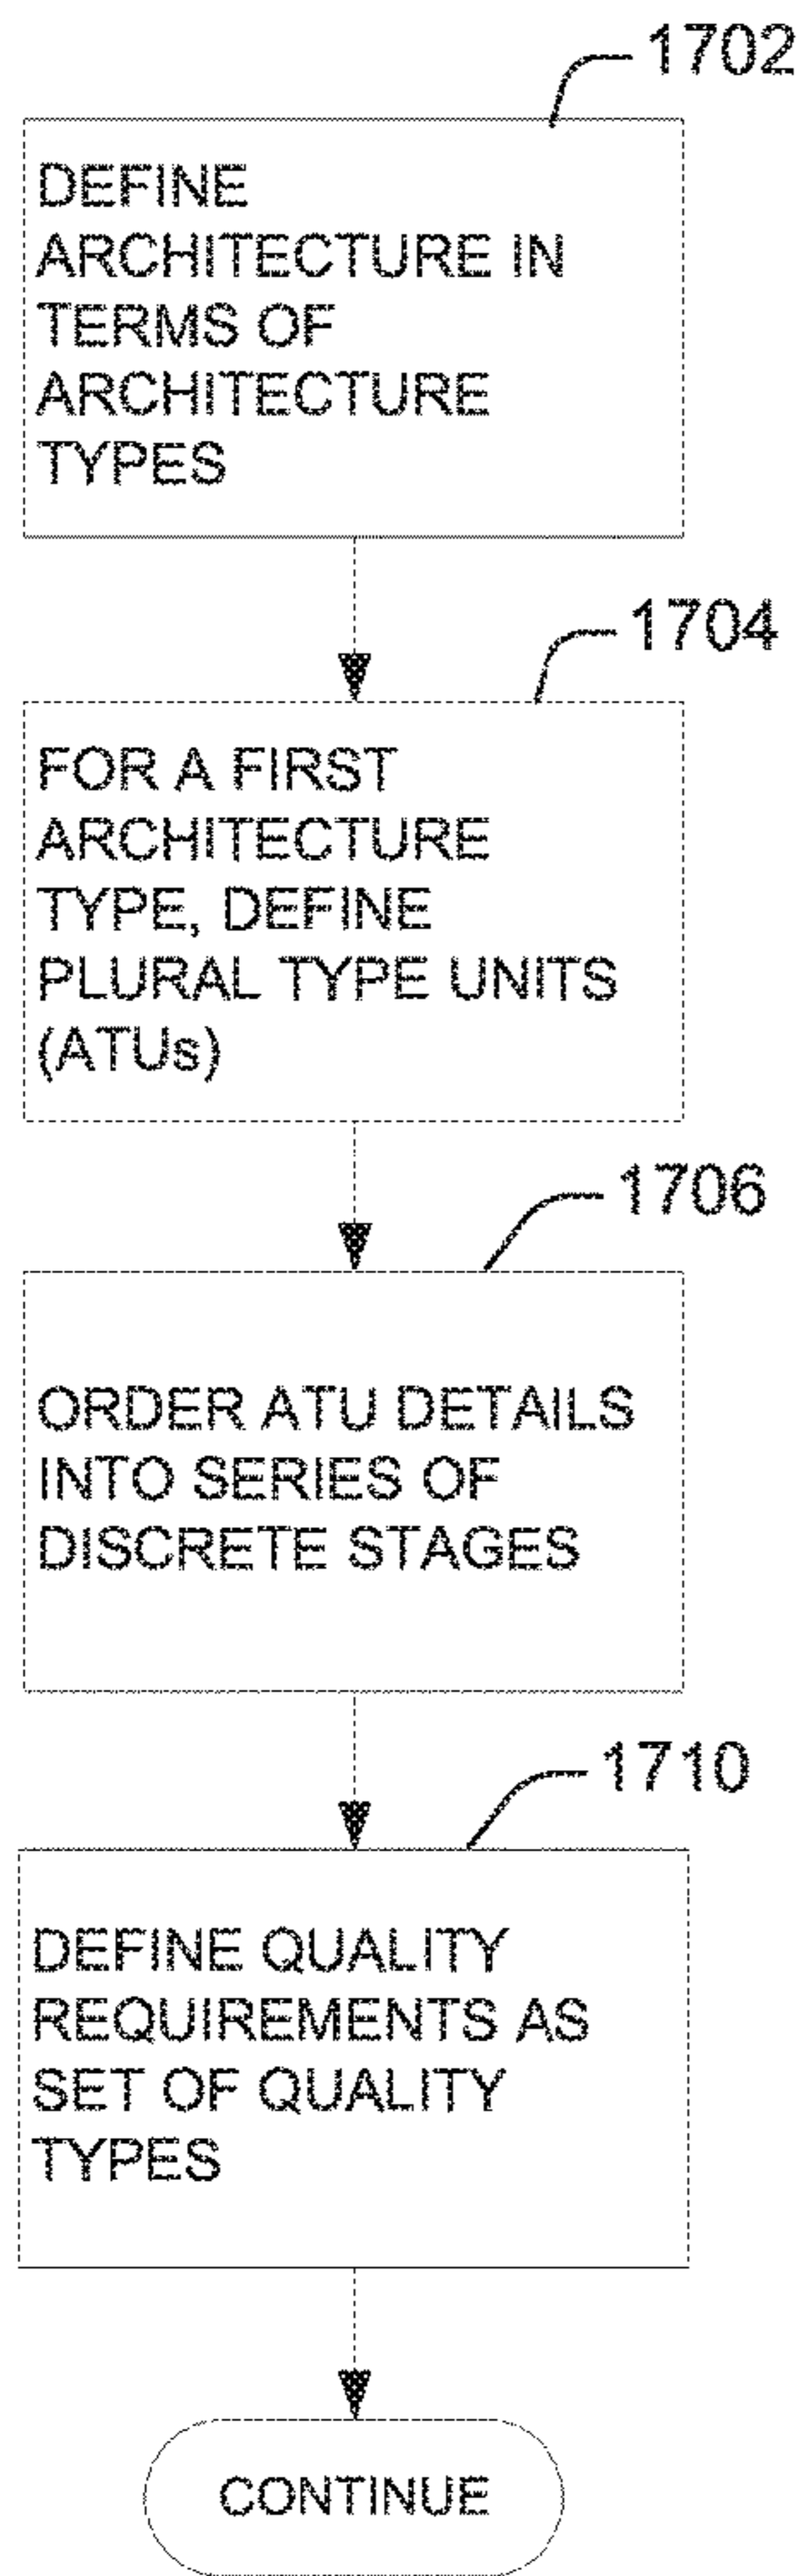 1702
DEFINE
ARCHITECTURE IN
TERMS OF
ARCHITECTURE
TYPES
1704
FOR A FIRST
ARCHITECTURE
TYPE, DEFINE
PLURAL TYPE UNITS
(ATUs)
1706
ORDER ATU DETAILS
INTO SERIES OF
DISCRETE STAGES
1710
DEFINE QUALITY
REQUIREMENTS AS
SET OF QUALITY
TYPES
CONTINUE